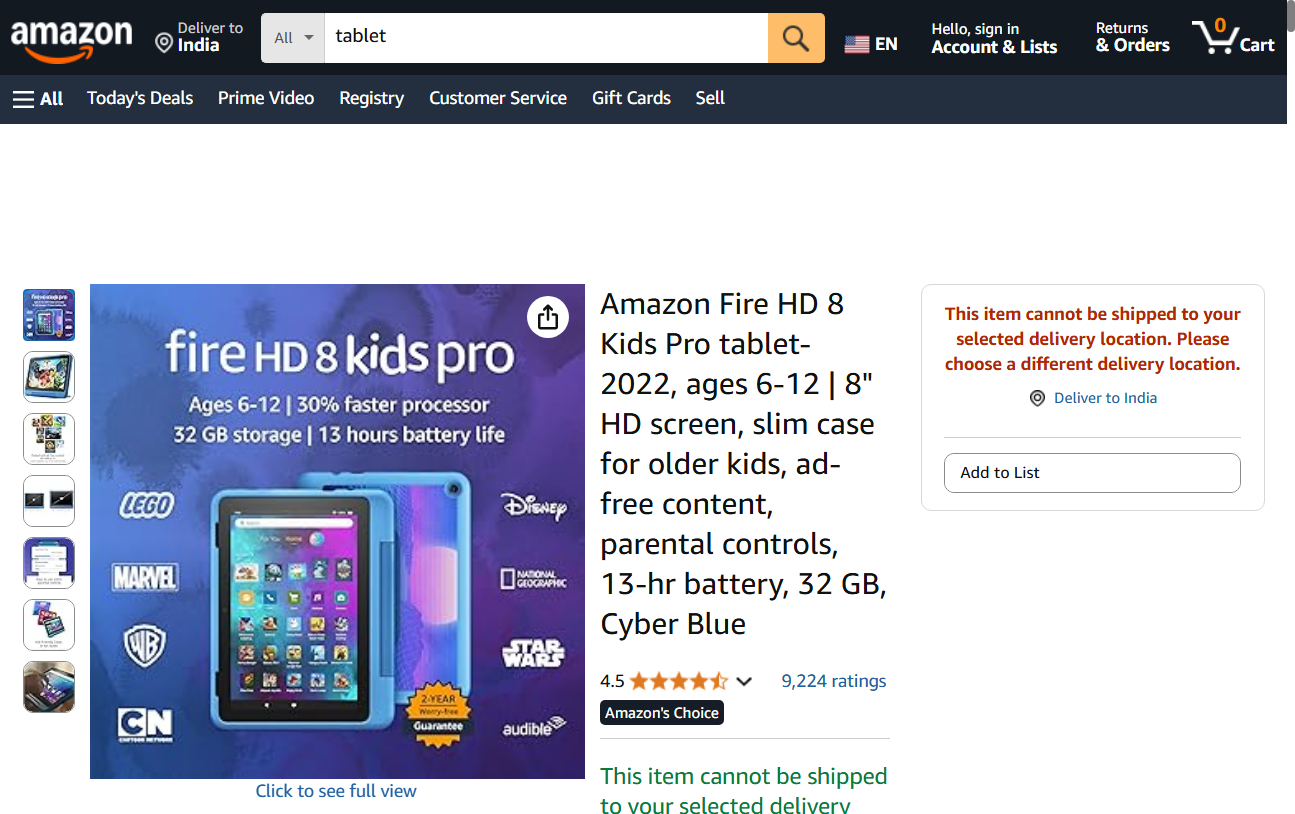 amazon
Deliver to
India
All
tablet
EN
Hello, sign in
Account & Lists
Returns
& Orders
0
Cart
All
Today's Deals
Prime Video
Registry
Customer Service
Gift Cards
Sell
fire HD 8 kids pro
Ages 6-12 | 30% faster processor
32 GB storage | 13 hours battery life
LEGO
MARVEL
WB
CN
CARTOON NETWORK
DISNEY
NATIONAL
GEOGRAPHIC
STAR
WARS
audible
2-YEAR
Worry-free
Guarantee
Click to see full view
Amazon Fire HD 8
Kids Pro tablet-
2022, ages 6-12 | 8"
HD screen, slim case
for older kids, ad-
free content,
parental controls,
13-hr battery, 32 GB,
Cyber Blue
4.5
9,224 ratings
Amazon's Choice
This item cannot be shipped
to your selected delivery
This item cannot be shipped to your
selected delivery location. Please
choose a different delivery location.
Deliver to India
Add to List